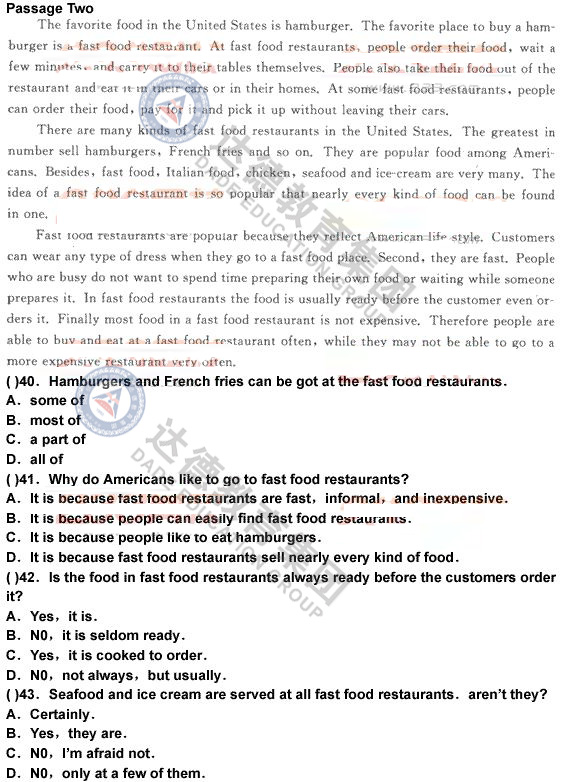 Passage Two
The favorite food in the United States is hamburger. The favorite place to buy a ham-
burger is a fast food restaurant. At fast food restaurants, people order their food, wait a
few minutes, and carry it to their tables themselves. People also take their food out of the
restaurant and eat it in their cars or in their homes. At some fast food restaurants, people
can order their food, pay for it and pick it up without leaving their cars.
There are many kinds of fast food restaurants in the United States. The greatest in
number sell hamburgers, French fries and so on. They are popular food among Ameri-
cans. Besides, fast food, Italian food, chicken, seafood and ice-cream are very many. The
idea of a fast food restaurant is so popular that nearly every kind of food can be found
in one.
Fast food restaurants are popular because they reflect American life style. Customers
can wear any type of dress when they go to a fast food place. Second, they are fast. People
who are busy do not want to spend time preparing their own food or waiting while someone
prepares it. In fast food restaurants the food is usually ready before the customer even or-
ders it. Finally most food in a fast food restaurant is not expensive. Therefore people are
able to buy and eat at a fast food restaurant often, while they may not be able to go to a
more expensive restaurant very often.
( )40. Hamburgers and French fries can be got at the fast food restaurants.
A. some of
B. most of
C. a part of
D. all of
( )41. Why do Americans like to go to fast food restaurants?
A. It is because fast food restaurants are fast, informal, and inexpensive.
B. It is because people can easily find fast food restaurants.
C. It is because people like to eat hamburgers.
D. It is because fast food restaurants sell nearly every kind of food.
( )42. Is the food in fast food restaurants always ready before the customers order
it?
A. Yes, it is.
B. N0, it is seldom ready.
C. Yes, it is cooked to order.
D. N0, not always, but usually.
( )43. Seafood and ice cream are served at all fast food restaurants. aren't they?
A. Certainly.
B. Yes, they are.
C. N0, I'm afraid not.
D. N0, only at a few of them.
达德教育集团
DADE EDUCATION GROUP
达德教育集团
DADE EDUCATION GROUP